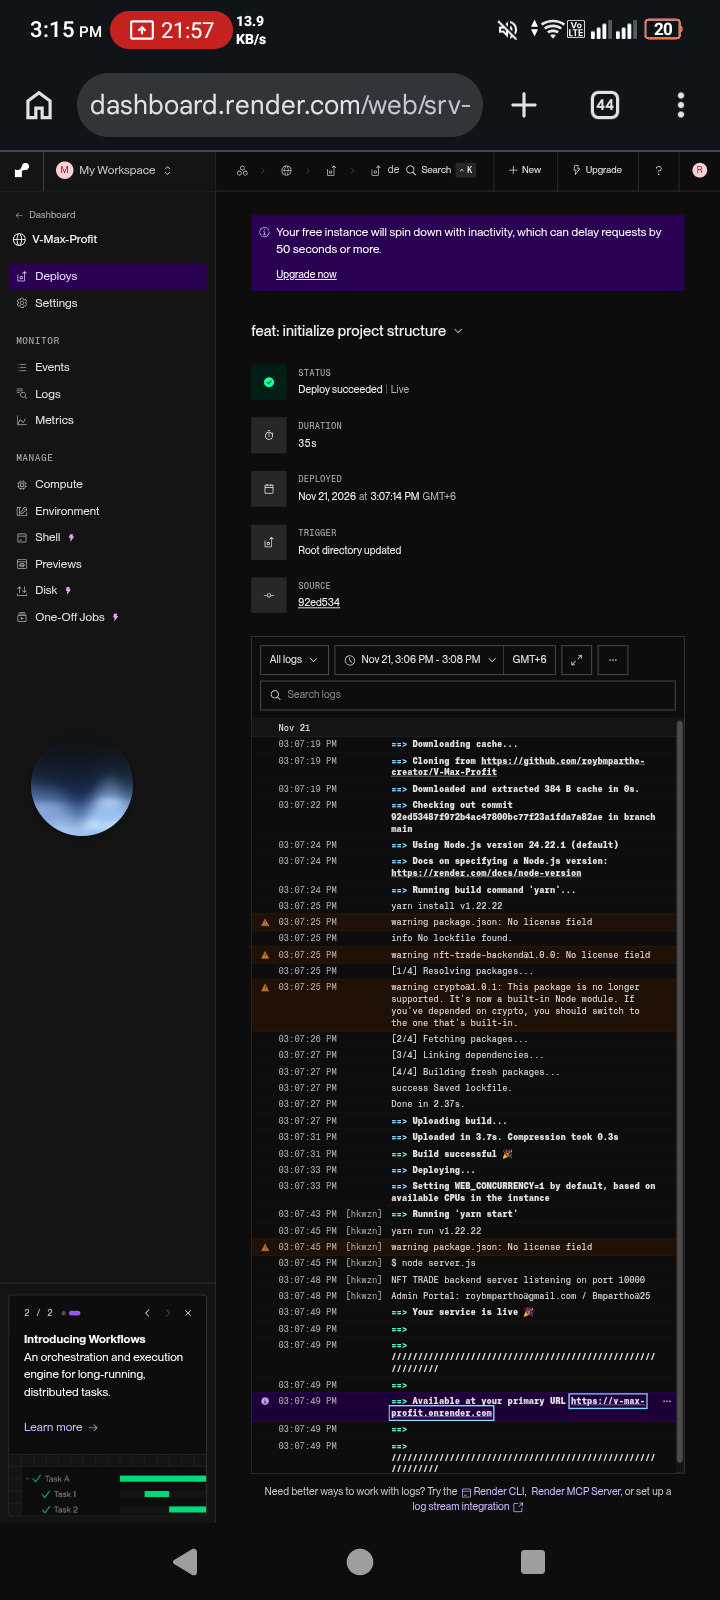 3:15 PM
21:57
13.9
KB/s
Vo
LTE
20
dashboard.render.com/web/srv-
44
M My Workspace
de
Search
K
+ New
Upgrade
?
R
← Dashboard
V-Max-Profit
Deploys
Settings
MONITOR
Events
Logs
Metrics
MANAGE
Compute
Environment
Shell
Previews
Disk
One-Off Jobs
2 / 2
Introducing Workflows
An orchestration and execution
engine for long-running,
distributed tasks.
Learn more →
Task A
Task 1
Task 2
Your free instance will spin down with inactivity, which can delay requests by
50 seconds or more.
Upgrade now
feat: initialize project structure
STATUS
Deploy succeeded | Live
DURATION
35s
DEPLOYED
Nov 21, 2026 at 3:07:14 PM GMT+6
TRIGGER
Root directory updated
SOURCE
92ed534
All logs
Nov 21, 3:06 PM - 3:08 PM
GMT+6
Search logs
Nov 21
03:07:19 PM ==> Downloading cache...
03:07:19 PM ==> Cloning from https://github.com/roybmpartho-
creator/V-Max-Profit
03:07:19 PM ==> Downloaded and extracted 384 B cache in 0s.
03:07:22 PM ==> Checking out commit
92ed53487f972b4ac47800bc77f23a1fda7a82ae in branch
main
03:07:24 PM ==> Using Node.js version 24.22.1 (default)
03:07:24 PM ==> Docs on specifying a Node.js version:
https://render.com/docs/node-version
03:07:24 PM ==> Running build command 'yarn'...
03:07:25 PM yarn install v1.22.22
03:07:25 PM warning package.json: No license field
03:07:25 PM info No lockfile found.
03:07:25 PM warning nft-trade-backend@1.0.0: No license field
03:07:25 PM [1/4] Resolving packages...
03:07:25 PM warning crypto@1.0.1: This package is no longer
supported. It's now a built-in Node module. If
you've depended on crypto, you should switch to
the one that's built-in.
03:07:26 PM [2/4] Fetching packages...
03:07:27 PM [3/4] Linking dependencies...
03:07:27 PM [4/4] Building fresh packages...
03:07:27 PM success Saved lockfile.
03:07:27 PM Done in 2.37s.
03:07:27 PM ==> Uploading build...
03:07:31 PM ==> Uploaded in 3.7s. Compression took 0.3s
03:07:31 PM ==> Build successful 🎉
03:07:33 PM ==> Deploying...
03:07:33 PM ==> Setting WEB_CONCURRENCY=1 by default, based on
available CPUs in the instance
03:07:43 PM [hkwzn] ==> Running 'yarn start'
03:07:45 PM [hkwzn] yarn run v1.22.22
03:07:45 PM [hkwzn] warning package.json: No license field
03:07:45 PM [hkwzn] $ node server.js
03:07:48 PM [hkwzn] NFT TRADE backend server listening on port 10000
03:07:48 PM [hkwzn] Admin Portal: roybmpartho@gmail.com / Bmpartho@25
03:07:49 PM ==> Your service is live 🎉
03:07:49 PM ==>
03:07:49 PM ==>
//////////////////////////////////////////////////
/////////
03:07:49 PM ==>
03:07:49 PM ==> Available at your primary URL https://v-max-
profit.onrender.com
03:07:49 PM ==>
03:07:49 PM ==>
//////////////////////////////////////////////////
/////////
Need better ways to work with logs? Try the Render CLI, Render MCP Server, or set up a
log stream integration